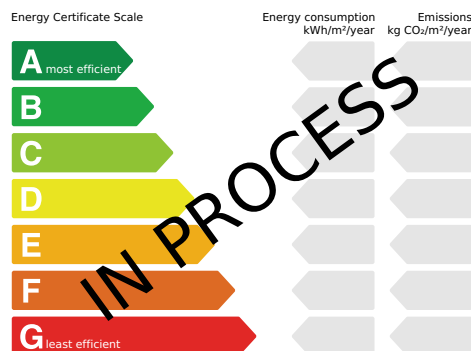 Energy Certificate Scale
Energy consumption
kWh/m²/year
Emissions
kg CO₂/m²/year
A most efficient
B
C
D
E
F
G least efficient
IN PROCESS